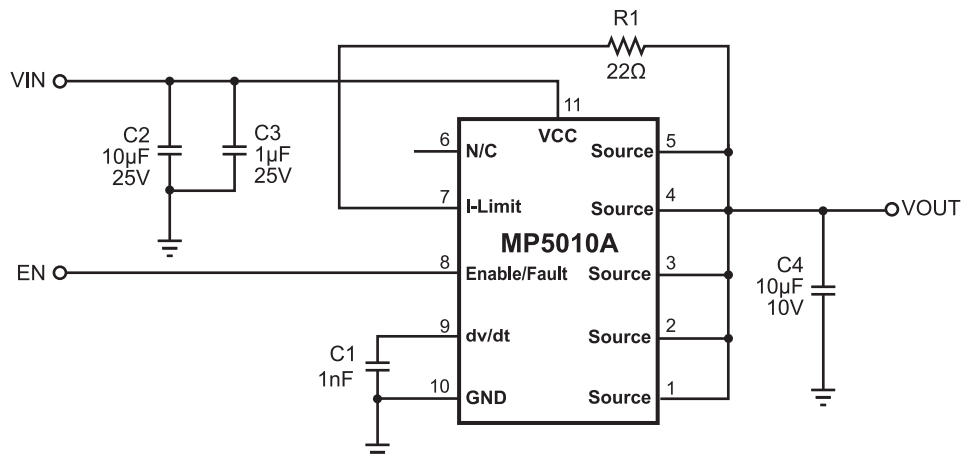 R1
22Ω
VIN
11
C2
10µF
25V
C3
1µF
25V
VCC
6
N/C
Source
5
7
I-Limit
Source
4
MP5010A
VOUT
EN
8
Enable/Fault
Source
3
C4
10µF
10V
9
dv/dt
Source
2
C1
1nF
10
GND
Source
1